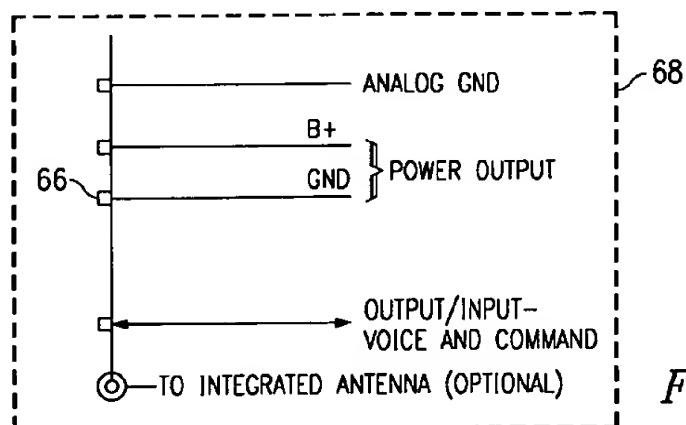 ANALOG GND
68
B+
66
GND
POWER OUTPUT
OUTPUT/INPUT-
VOICE AND COMMAND
TO INTEGRATED ANTENNA (OPTIONAL)
F